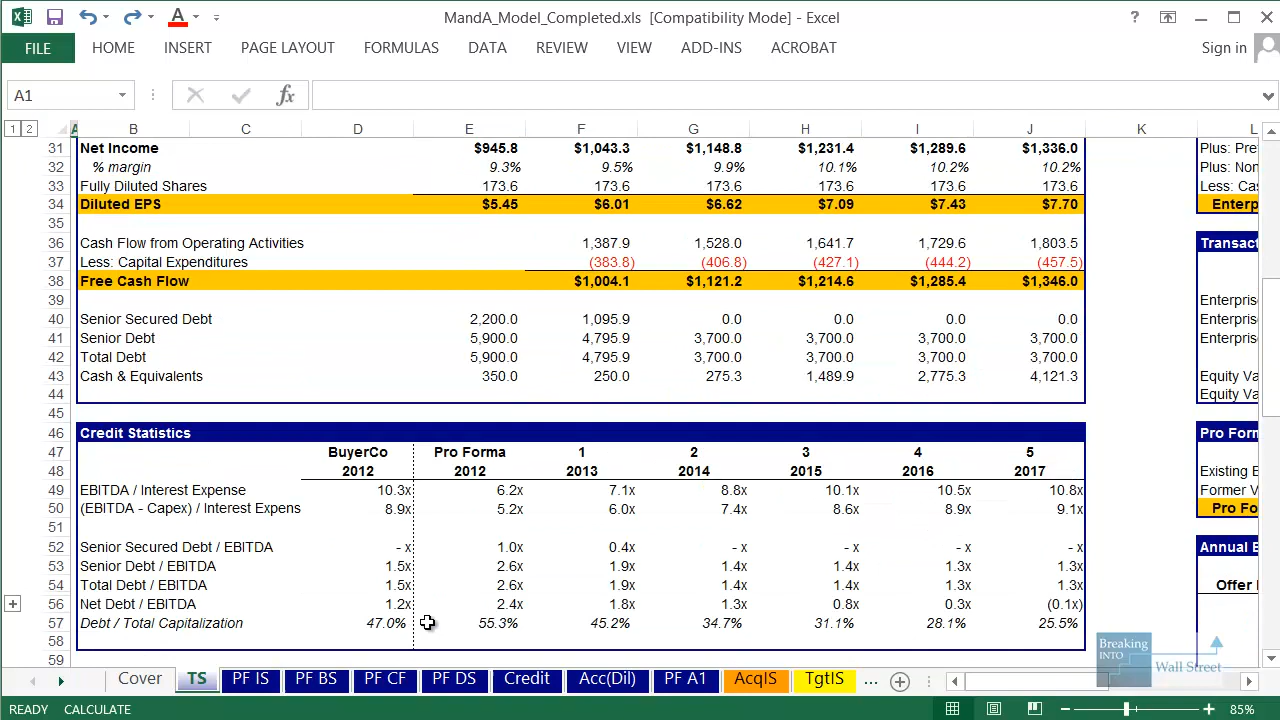 MandA_Model_Completed.xls [Compatibility Mode] - Excel
FILE HOME INSERT PAGE LAYOUT FORMULAS DATA REVIEW VIEW ADD-INS ACROBAT Sign in
A1 fx
1 2 A B C D E F G H I J K L
31 Net Income $945.8 $1,043.3 $1,148.8 $1,231.4 $1,289.6 $1,336.0 Plus: Pre
32 % margin 9.3% 9.5% 9.9% 10.1% 10.2% 10.2% Plus: Non
33 Fully Diluted Shares 173.6 173.6 173.6 173.6 173.6 173.6 Less: Cas
34 Diluted EPS $5.45 $6.01 $6.62 $7.09 $7.43 $7.70 Enterp
35
36 Cash Flow from Operating Activities 1,387.9 1,528.0 1,641.7 1,729.6 1,803.5
37 Less: Capital Expenditures (383.8) (406.8) (427.1) (444.2) (457.5) Transact
38 Free Cash Flow $1,004.1 $1,121.2 $1,214.6 $1,285.4 $1,346.0
39 Enterprise
40 Senior Secured Debt 2,200.0 1,095.9 0.0 0.0 0.0 0.0 Enterprise
41 Senior Debt 5,900.0 4,795.9 3,700.0 3,700.0 3,700.0 3,700.0 Enterprise
42 Total Debt 5,900.0 4,795.9 3,700.0 3,700.0 3,700.0 3,700.0
43 Cash & Equivalents 350.0 250.0 275.3 1,489.9 2,775.3 4,121.3 Equity Va
44 Equity Va
45
46 Credit Statistics Pro Forn
47 BuyerCo Pro Forma 1 2 3 4 5
48 2012 2012 2013 2014 2015 2016 2017 Existing E
49 EBITDA / Interest Expense 10.3x 6.2x 7.1x 8.8x 10.1x 10.5x 10.8x Former V
50 (EBITDA - Capex) / Interest Expens 8.9x 5.2x 6.0x 7.4x 8.6x 8.9x 9.1x Pro Fo
51
52 Senior Secured Debt / EBITDA - x 1.0x 0.4x - x - x - x - x Annual E
53 Senior Debt / EBITDA 1.5x 2.6x 1.9x 1.4x 1.4x 1.3x 1.3x
54 Total Debt / EBITDA 1.5x 2.6x 1.9x 1.4x 1.4x 1.3x 1.3x Offer
56 Net Debt / EBITDA 1.2x 2.4x 1.8x 1.3x 0.8x 0.3x (0.1x)
57 Debt / Total Capitalization 47.0% 55.3% 45.2% 34.7% 31.1% 28.1% 25.5%
58
59
Breaking
INTO
Wall Street
Cover TS PF IS PF BS PF CF PF DS Credit Acc(Dil) PF A1 AcqIS TgtIS ...
READY CALCULATE 85%